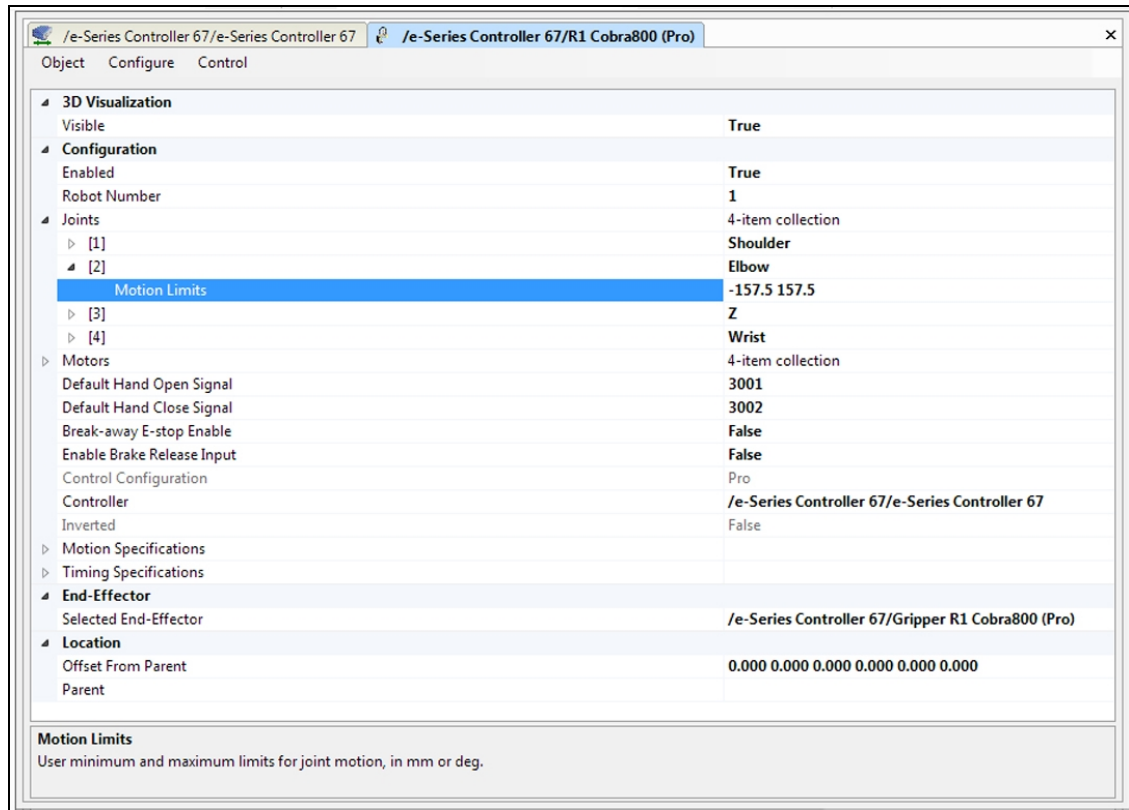 /e-Series Controller 67/e-Series Controller 67 /e-Series Controller 67/R1 Cobra800 (Pro)
Object Configure Control
3D Visualization
Visible True
Configuration
Enabled True
Robot Number 1
Joints 4-item collection
[1] Shoulder
[2] Elbow
Motion Limits -157.5 157.5
[3] Z
[4] Wrist
Motors 4-item collection
Default Hand Open Signal 3001
Default Hand Close Signal 3002
Break-away E-stop Enable False
Enable Brake Release Input False
Control Configuration Pro
Controller /e-Series Controller 67/e-Series Controller 67
Inverted False
Motion Specifications
Timing Specifications
End-Effector
Selected End-Effector /e-Series Controller 67/Gripper R1 Cobra800 (Pro)
Location
Offset From Parent 0.000 0.000 0.000 0.000 0.000 0.000
Parent
Motion Limits
User minimum and maximum limits for joint motion, in mm or deg.